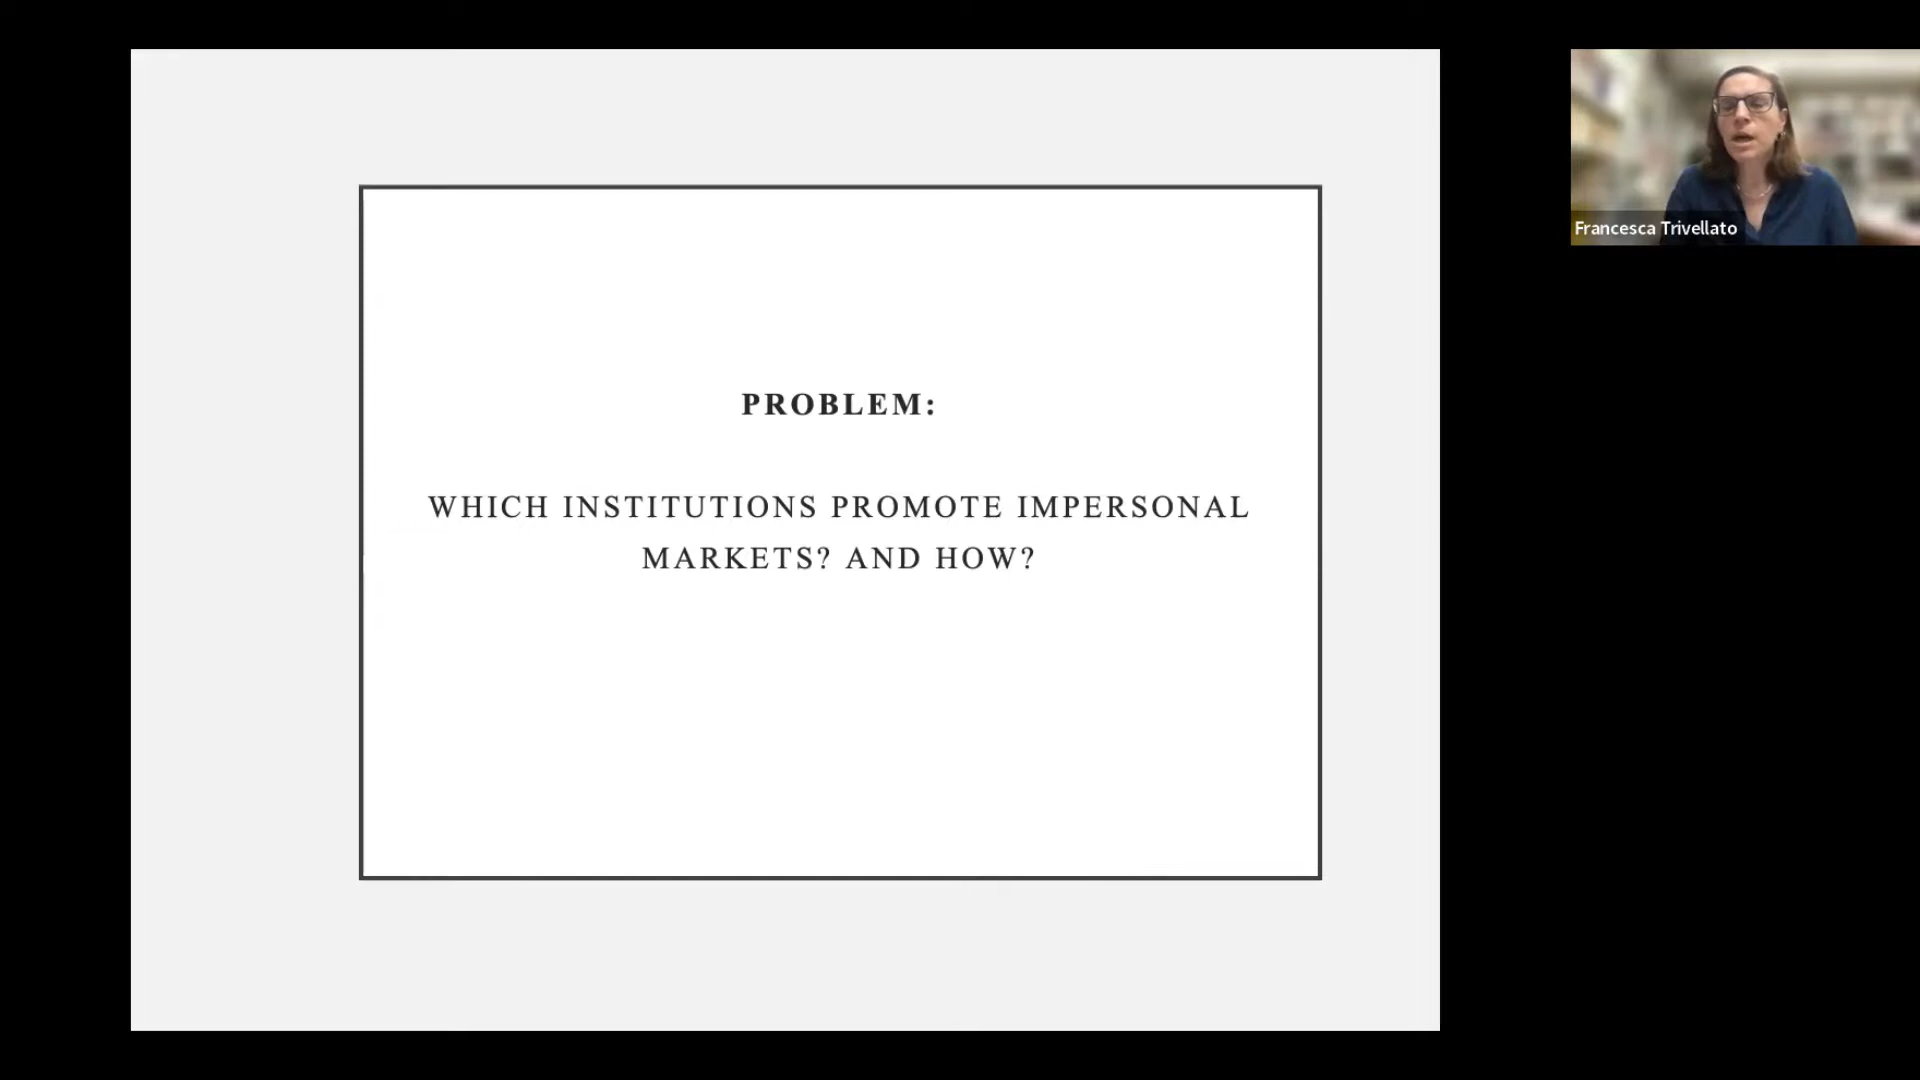 PROBLEM:
WHICH INSTITUTIONS PROMOTE IMPERSONAL
MARKETS? AND HOW?
Francesca Trivellato